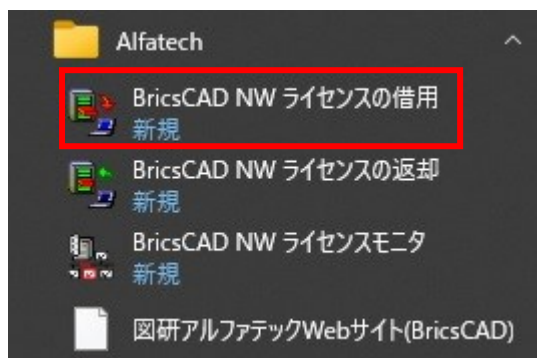 Alfatech
BricsCAD NW ライセンスの借用
新規
BricsCAD NW ライセンスの返却
新規
BricsCAD NW ライセンスモニタ
新規
図研アルファテックWebサイト(BricsCAD)